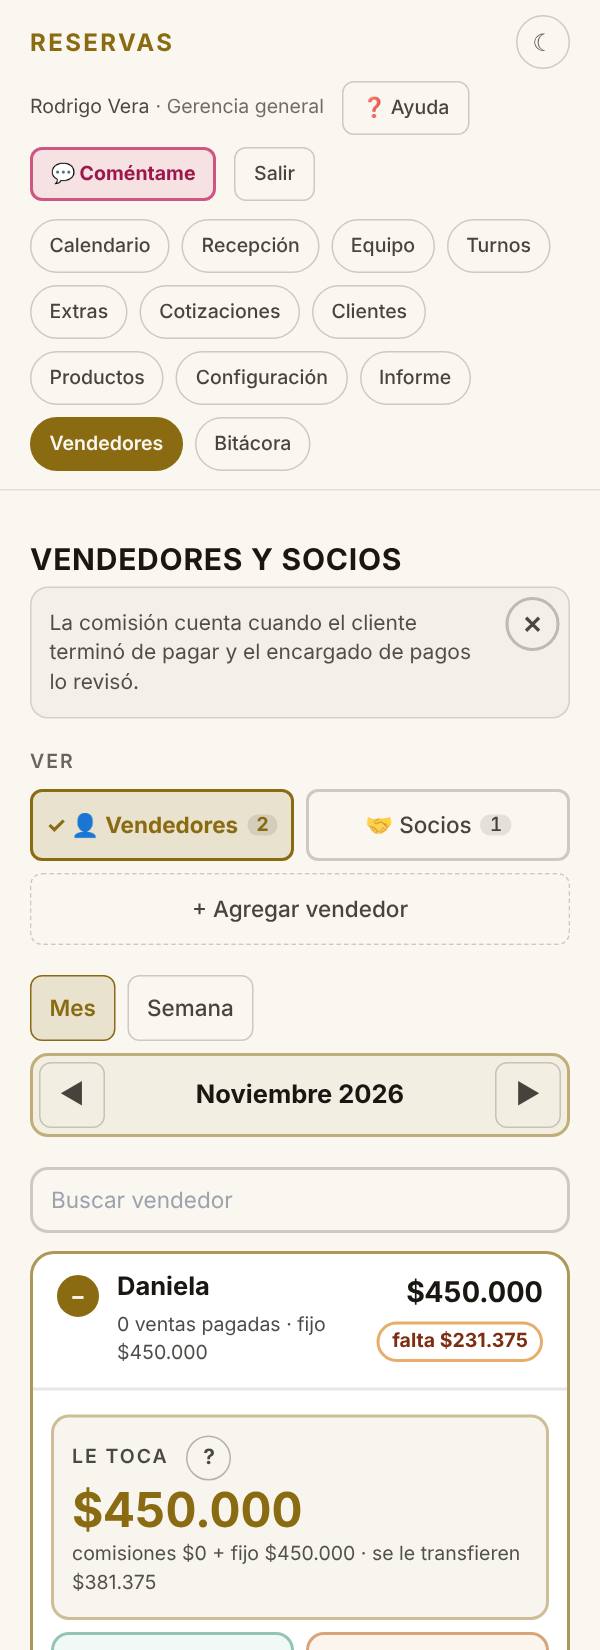 RESERVAS
☾
Rodrigo Vera · Gerencia general
❓ Ayuda
💬 Coméntame
Salir
Calendario
Recepción
Equipo
Turnos
Extras
Cotizaciones
Clientes
Productos
Configuración
Informe
Vendedores
Bitácora
VENDEDORES Y SOCIOS
La comisión cuenta cuando el cliente
terminó de pagar y el encargado de pagos
lo revisó.
✕
VER
✓ 👤 Vendedores 2
🤝 Socios 1
+ Agregar vendedor
Mes
Semana
◀
Noviembre 2026
▶
Buscar vendedor
–
Daniela
0 ventas pagadas · fijo
$450.000
$450.000
falta $231.375
LE TOCA ?
$450.000
comisiones $0 + fijo $450.000 · se le transfieren
$381.375